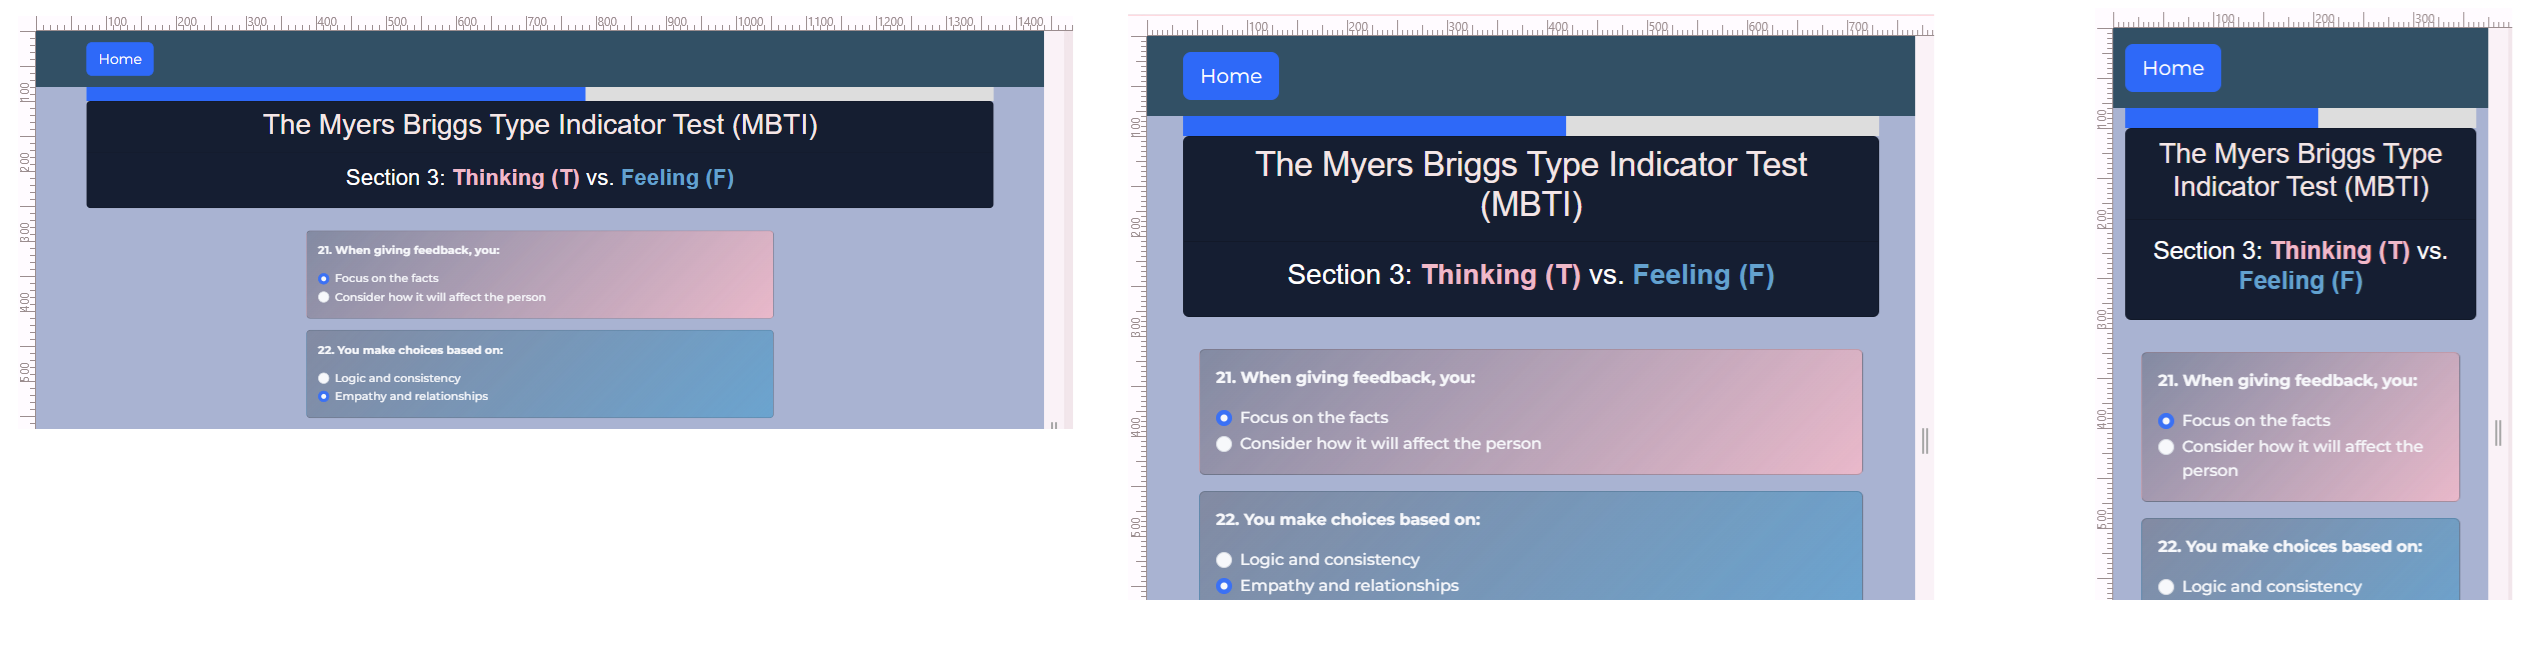 100 200 300 400 500 600 700 800 900 1000 1100 1200 1300 1400
100
200
300
400
500
Home
The Myers Briggs Type Indicator Test (MBTI)
Section 3: Thinking (T) vs. Feeling (F)
21. When giving feedback, you:
Focus on the facts
Consider how it will affect the person
22. You make choices based on:
Logic and consistency
Empathy and relationships
100 200 300 400 500 600 700
100
200
300
400
500
Home
The Myers Briggs Type Indicator Test
(MBTI)
Section 3: Thinking (T) vs. Feeling (F)
21. When giving feedback, you:
Focus on the facts
Consider how it will affect the person
22. You make choices based on:
Logic and consistency
Empathy and relationships
100 200 300
100
200
300
400
500
Home
The Myers Briggs Type
Indicator Test (MBTI)
Section 3: Thinking (T) vs.
Feeling (F)
21. When giving feedback, you:
Focus on the facts
Consider how it will affect the
person
22. You make choices based on:
Logic and consistency